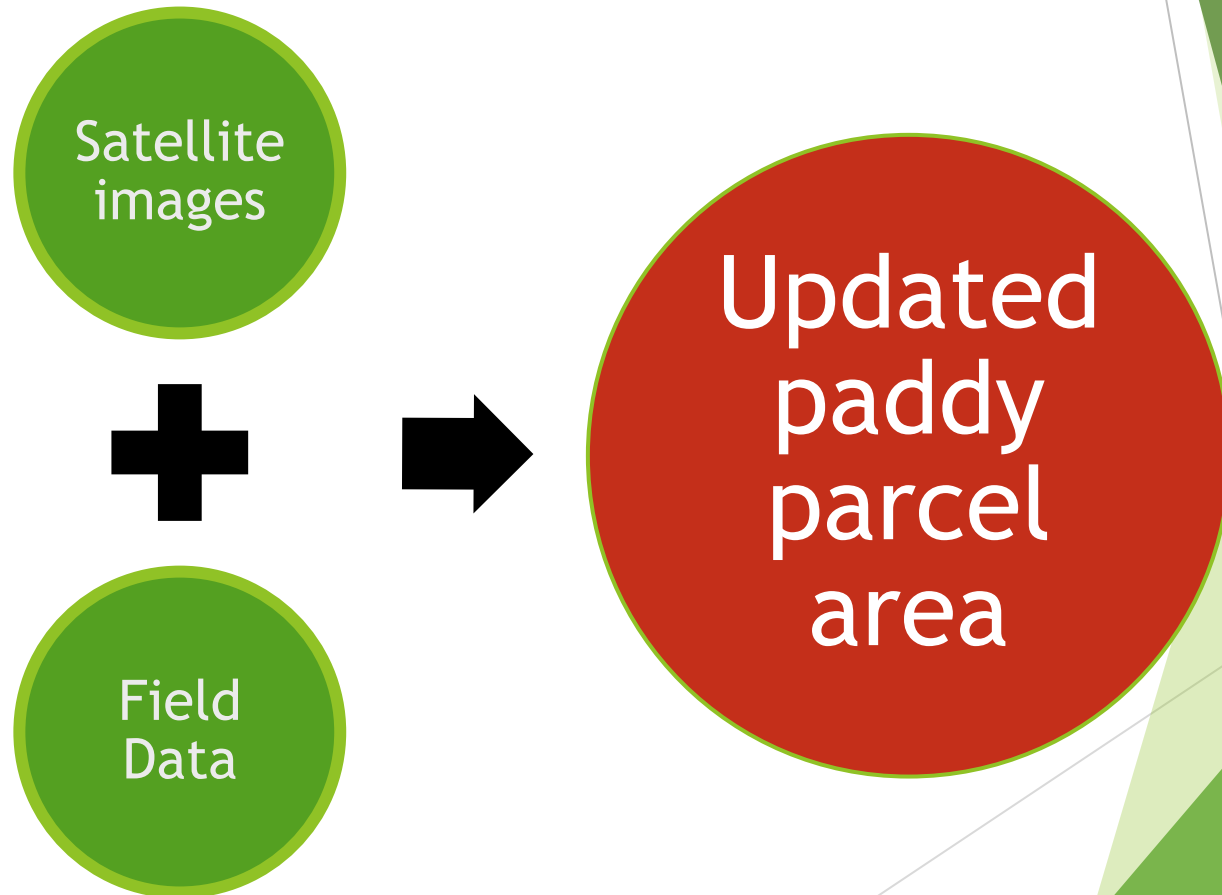 Satellite
images
Field
Data
Updated
paddy
parcel
area